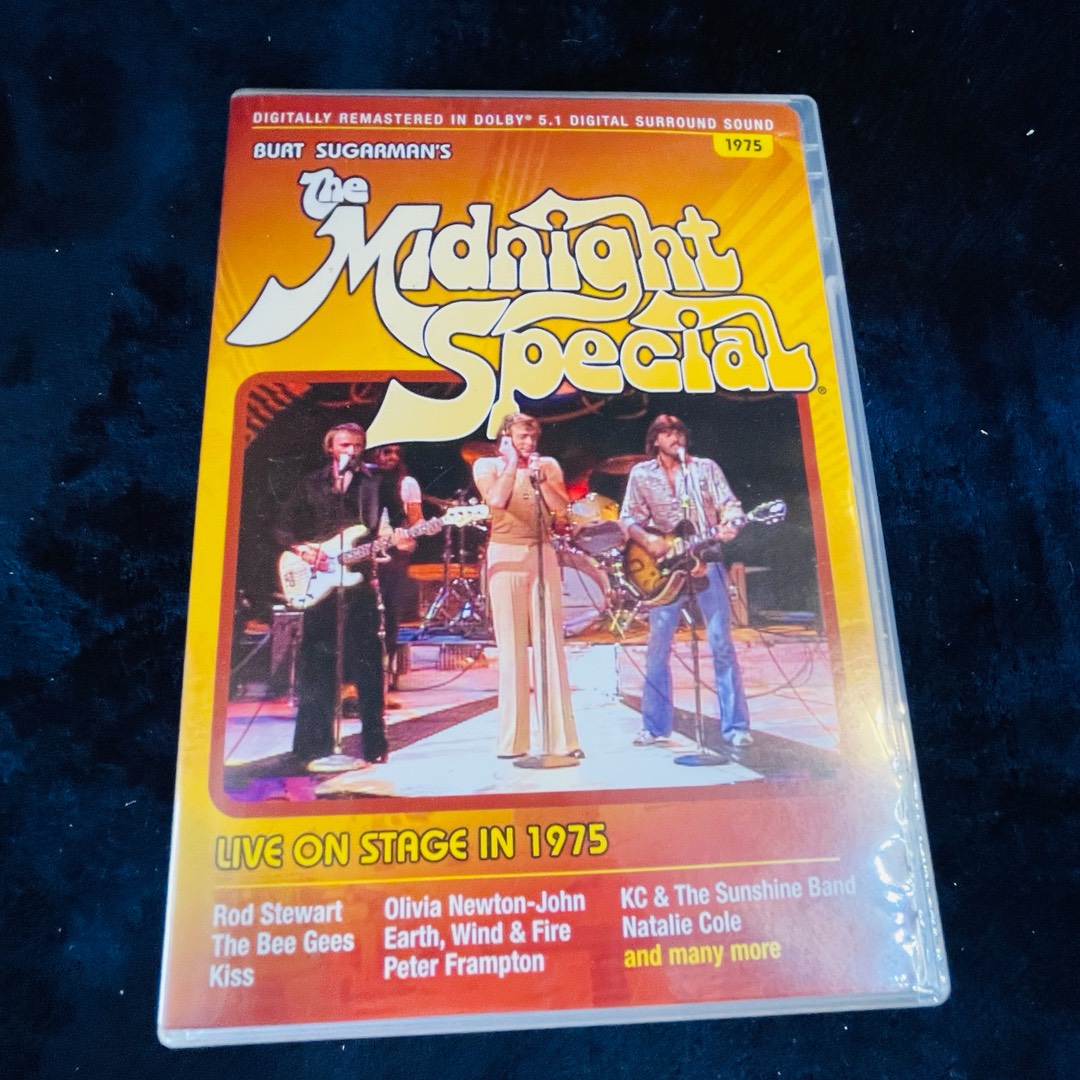 DIGITALLY REMASTERED IN DOLBY® 5.1 DIGITAL SURROUND SOUND
1975
BURT SUGARMAN'S
The
Midnight
Special®
LIVE ON STAGE IN 1975
Rod Stewart
The Bee Gees
Kiss
Olivia Newton-John
Earth, Wind & Fire
Peter Frampton
KC & The Sunshine Band
Natalie Cole
and many more